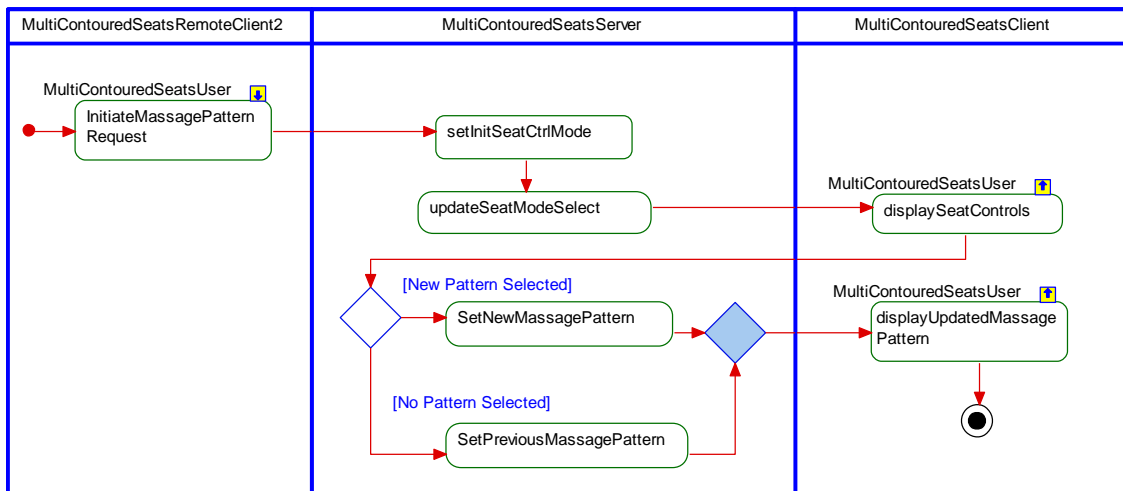 MultiContouredSeatsRemoteClient2
MultiContouredSeatsServer
MultiContouredSeatsClient
MultiContouredSeatsUser
InitiateMassagePattern
Request
setInitSeatCtrlMode
updateSeatModeSelect
MultiContouredSeatsUser
displaySeatControls
[New Pattern Selected]
SetNewMassagePattern
MultiContouredSeatsUser
displayUpdatedMassage
Pattern
[No Pattern Selected]
SetPreviousMassagePattern